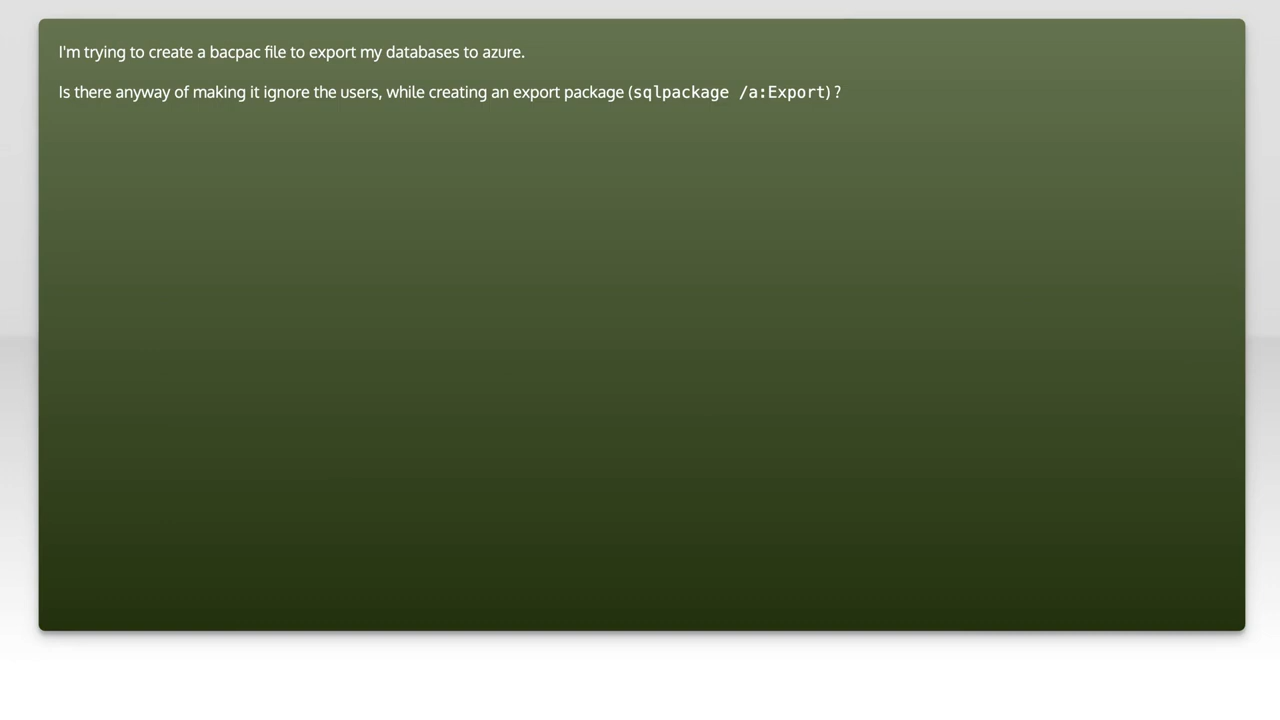 I'm trying to create a bacpac file to export my databases to azure.
Is there anyway of making it ignore the users, while creating an export package (sqlpackage /a:Export)?